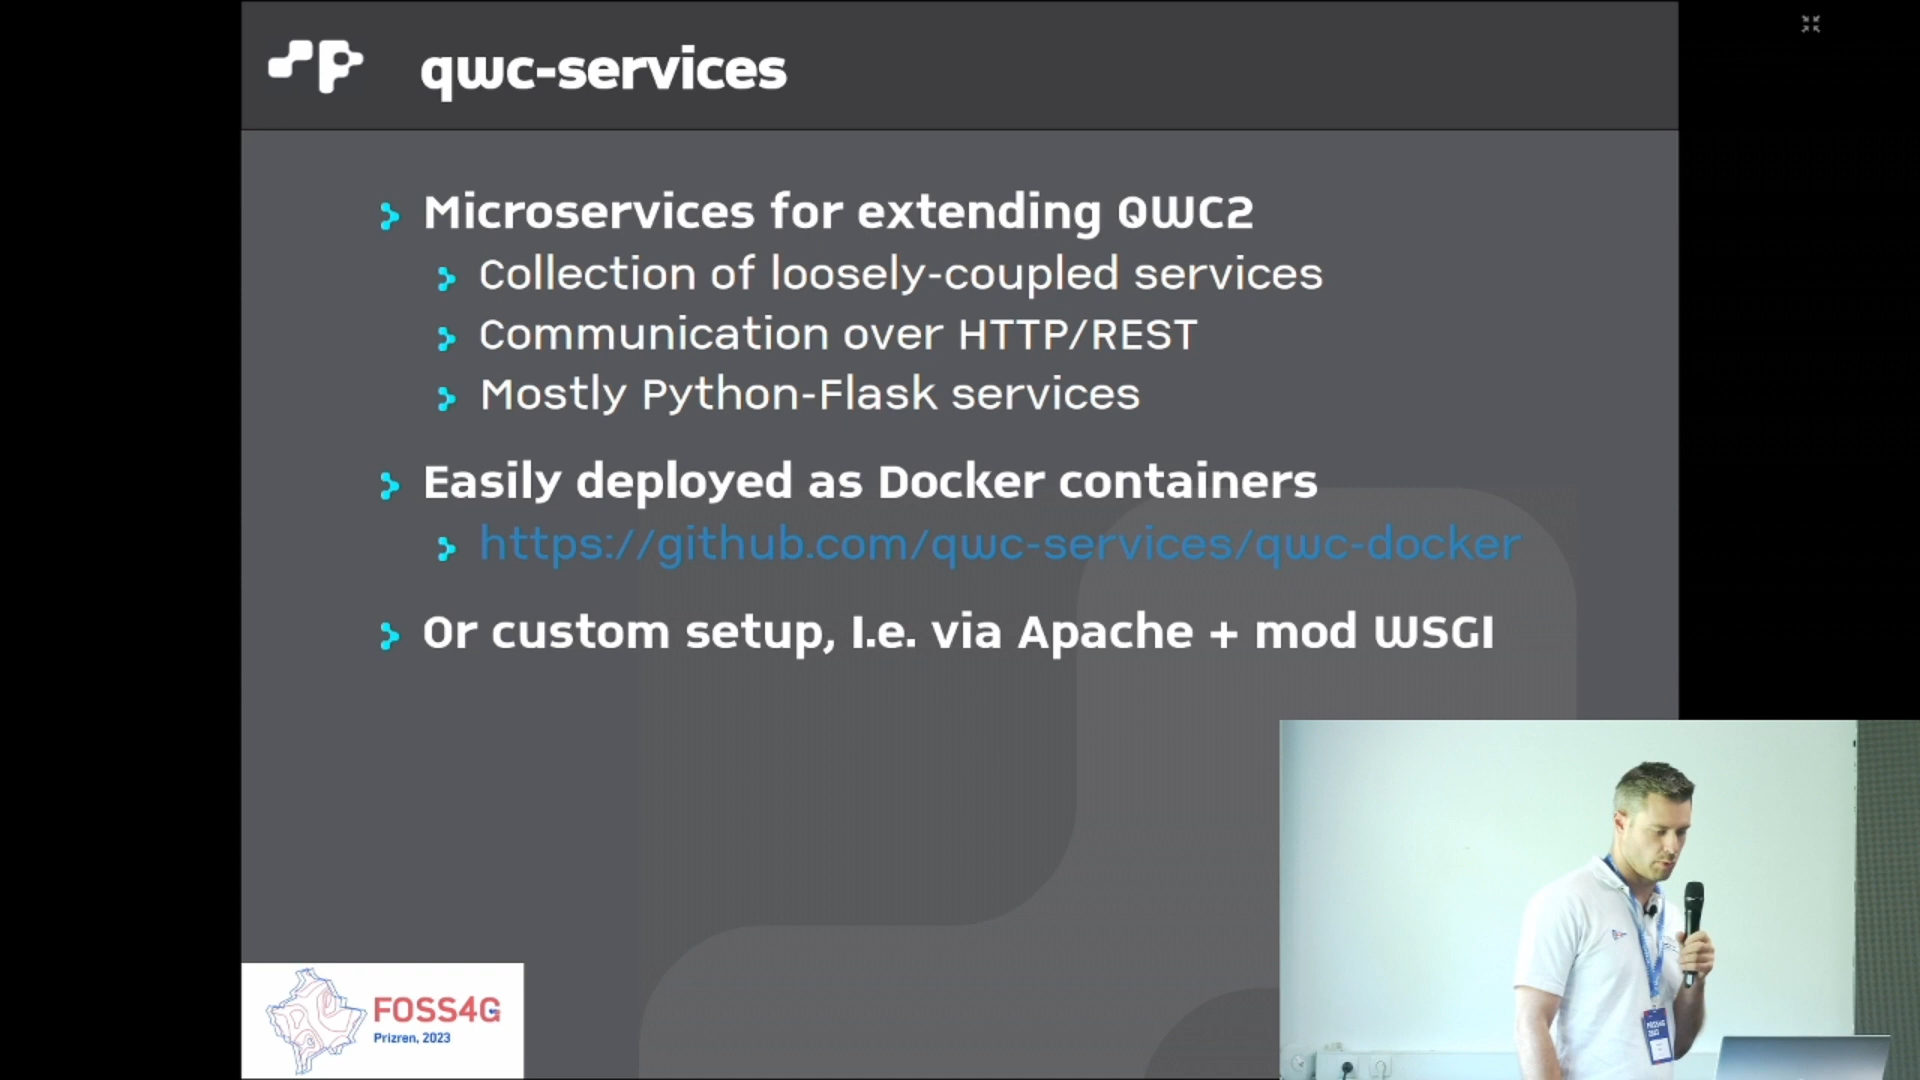 qwc-services
Microservices for extending QWC2
Collection of loosely-coupled services
Communication over HTTP/REST
Mostly Python-Flask services
Easily deployed as Docker containers
https://github.com/qwc-services/qwc-docker
Or custom setup, I.e. via Apache + mod WSGI
FOSS4G
Prizren, 2023